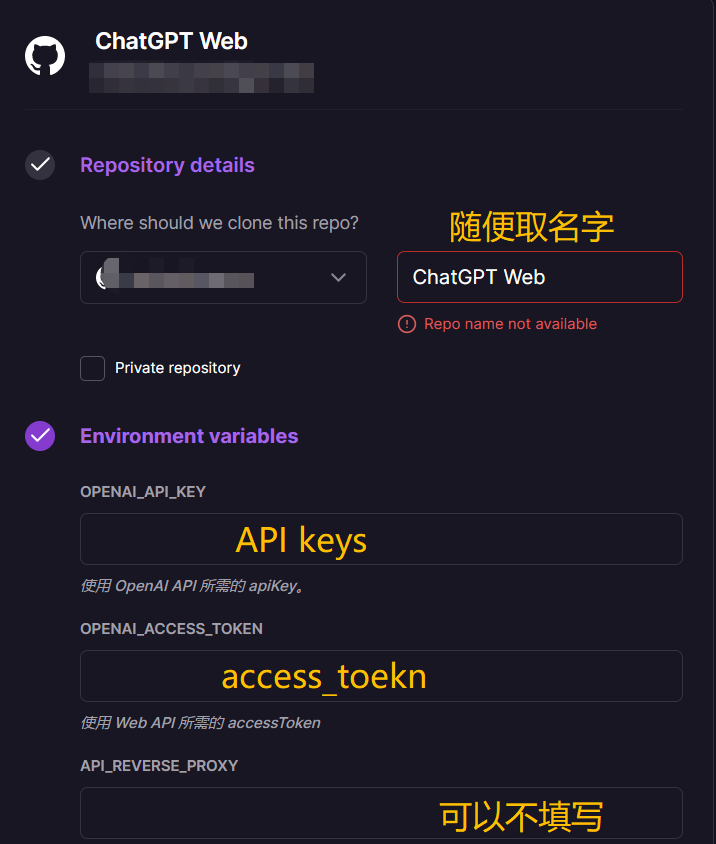 ChatGPT Web
Repository details
Where should we clone this repo?
随便取名字
ChatGPT Web
Repo name not available
Private repository
Environment variables
OPENAI_API_KEY
API keys
使用 OpenAI API 所需的 apiKey。
OPENAI_ACCESS_TOKEN
access_toekn
使用 Web API 所需的 accessToken
API_REVERSE_PROXY
可以不填写